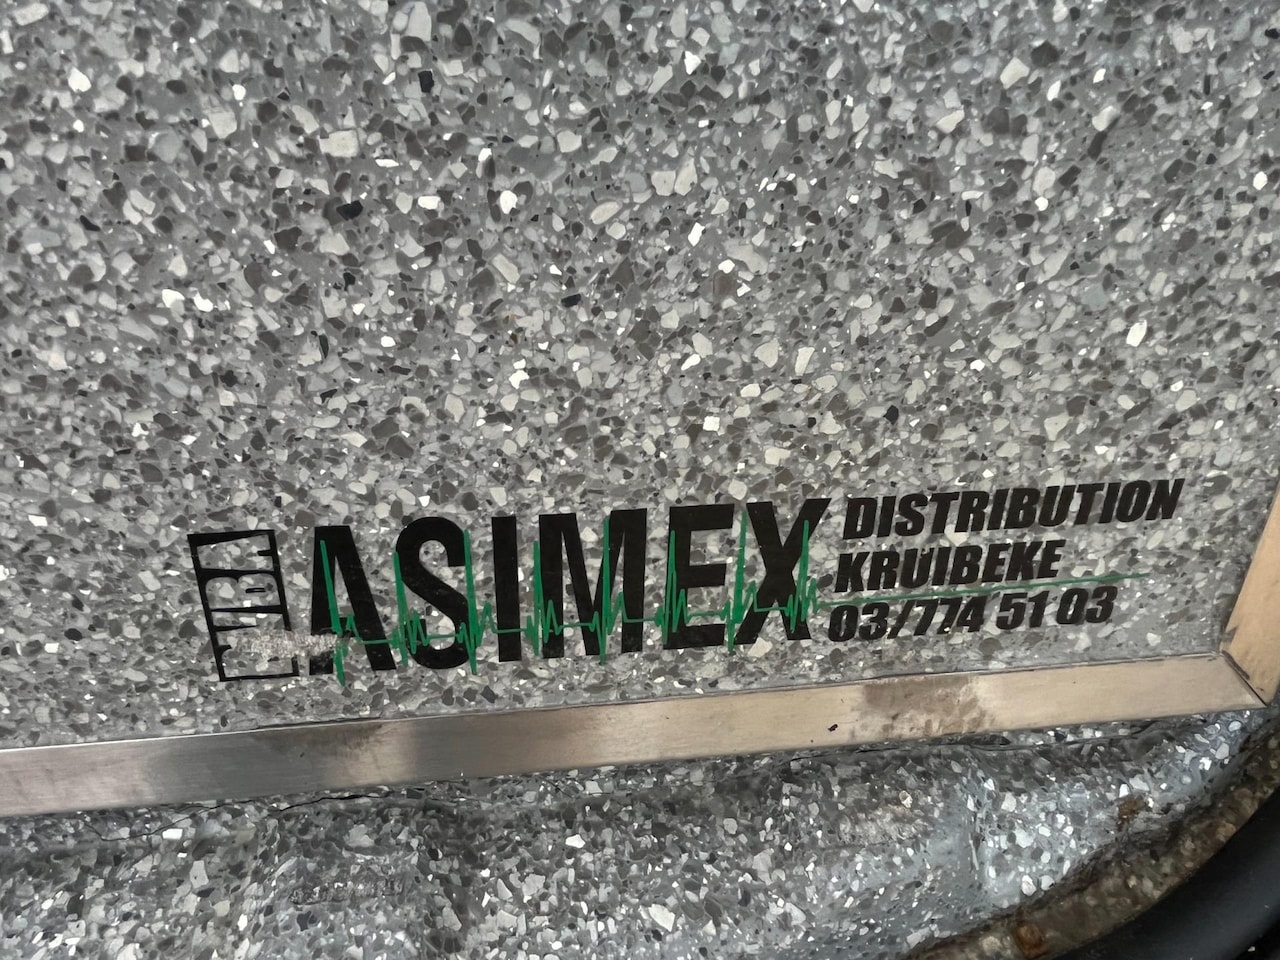 ASIMEX
DISTRIBUTION
KRUIBEKE
03/774 51 03